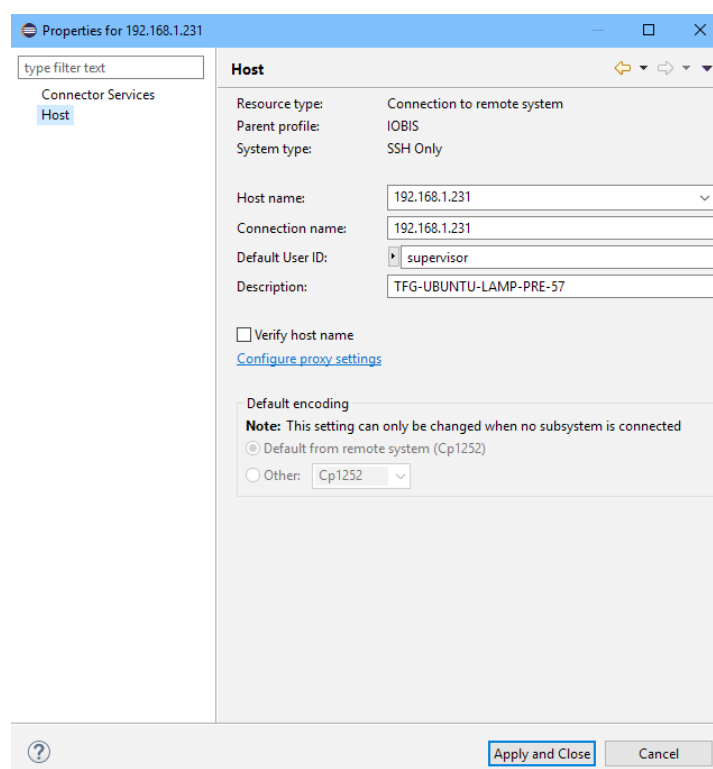 Properties for 192.168.1.231
type filter text
Connector Services
Host
Host
Resource type: Connection to remote system
Parent profile: IOBIS
System type: SSH Only
Host name: 192.168.1.231
Connection name: 192.168.1.231
Default User ID: supervisor
Description: TFG-UBUNTU-LAMP-PRE-57
Verify host name
Configure proxy settings
Default encoding
Note: This setting can only be changed when no subsystem is connected
Default from remote system (Cp1252)
Other: Cp1252
? Apply and Close Cancel